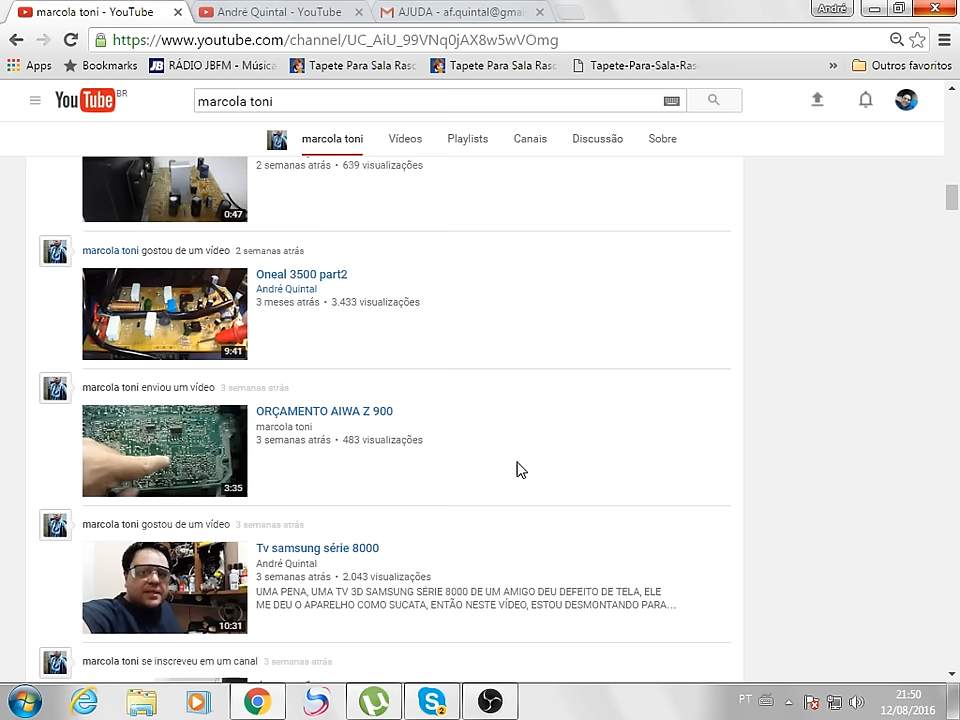 marcola toni - YouTube
André Quintal - YouTube
AJUDA - af.quintal@gma
André
https://www.youtube.com/channel/UC_AiU_99VNq0jAX8w5wVOmg
Apps
Bookmarks
JB RÁDIO JBFM - Músic
Tapete Para Sala Ras
Tapete Para Sala Ras
Tapete-Para-Sala-Ras
»
Outros favoritos
YouTube BR
marcola toni
marcola toni
Vídeos
Playlists
Canais
Discussão
Sobre
2 semanas atrás • 639 visualizações
0:47
marcola toni gostou de um vídeo 2 semanas atrás
Oneal 3500 part2
André Quintal
3 meses atrás • 3.433 visualizações
9:41
marcola toni enviou um vídeo 3 semanas atrás
ORÇAMENTO AIWA Z 900
marcola toni
3 semanas atrás • 483 visualizações
3:35
marcola toni gostou de um vídeo 3 semanas atrás
Tv samsung série 8000
André Quintal
3 semanas atrás • 2.043 visualizações
UMA PENA, UMA TV 3D SAMSUNG SÉRIE 8000 DE UM AMIGO DEU DEFEITO DE TELA, ELE
ME DEU O APARELHO COMO SUCATA, ENTÃO NESTE VÍDEO, ESTOU DESMONTANDO PARA...
10:31
marcola toni se inscreveu em um canal 3 semanas atrás
2
PT
21:50
12/08/2016